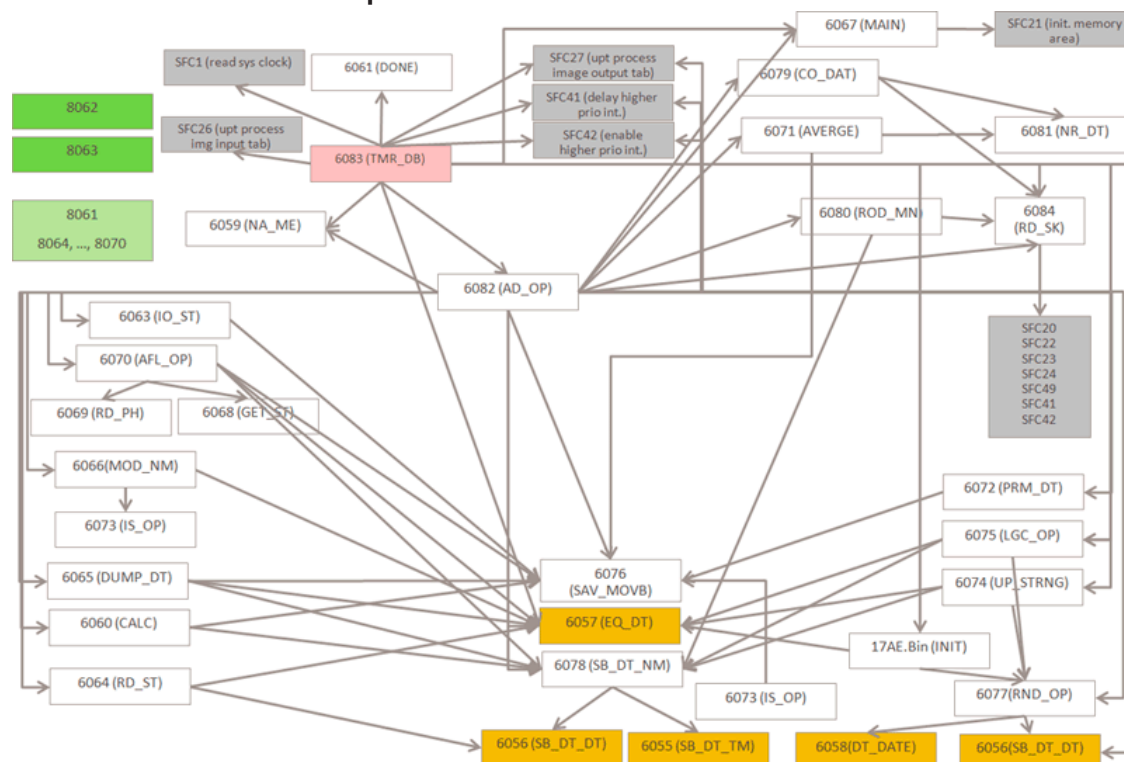 6067 (MAIN)
SFC21 (init. memory
area)
SFC1 (read sys clock)
6061 (DONE)
SFC27 (upt process
image output tab)
6079 (CO_DAT)
8062
SFC41 (delay higher
prio int.)
SFC26 (upt process
img input tab)
SFC42 (enable
higher prio int.)
6071 (AVERGE)
6081 (NR_DT)
8063
6083 (TMR_DB)
8061
8064, ..., 8070
6059 (NA_ME)
6080 (ROD_MN)
6084
(RD_SK)
6082 (AD_OP)
6063 (IO_ST)
6070 (AFL_OP)
SFC20
SFC22
SFC23
SFC24
SFC49
SFC41
SFC42
6069 (RD_PH)
6068 (GET_ST)
6066(MOD_NM)
6072 (PRM_DT)
6073 (IS_OP)
6075 (LGC_OP)
6065 (DUMP_DT)
6076
(SAV_MOVB)
6074 (UP_STRNG)
6060 (CALC)
6057 (EQ_DT)
17AE.Bin (INIT)
6078 (SB_DT_NM)
6064 (RD_ST)
6073 (IS_OP)
6077(RND_OP)
6056 (SB_DT_DT)
6055 (SB_DT_TM)
6058(DT_DATE)
6056(SB_DT_DT)